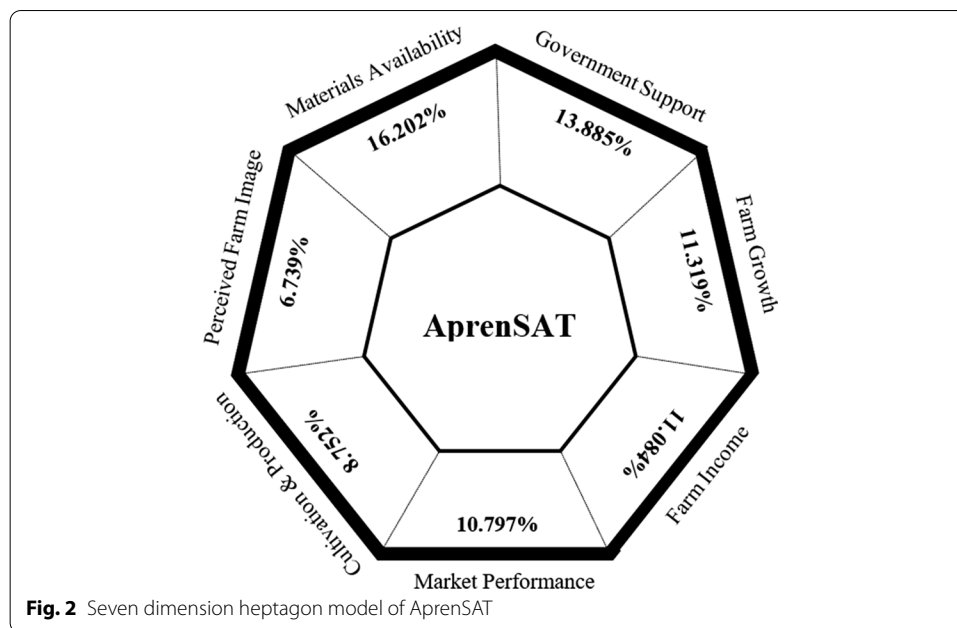 Materials Availability
16.202%
Government Support
13.885%
Farm Growth
11.319%
Farm Income
11.084%
Market Performance
10.797%
Cultivation & Production
8.752%
Perceived Farm Image
6.739%
AprenSAT
Fig. 2 Seven dimension heptagon model of AprenSAT